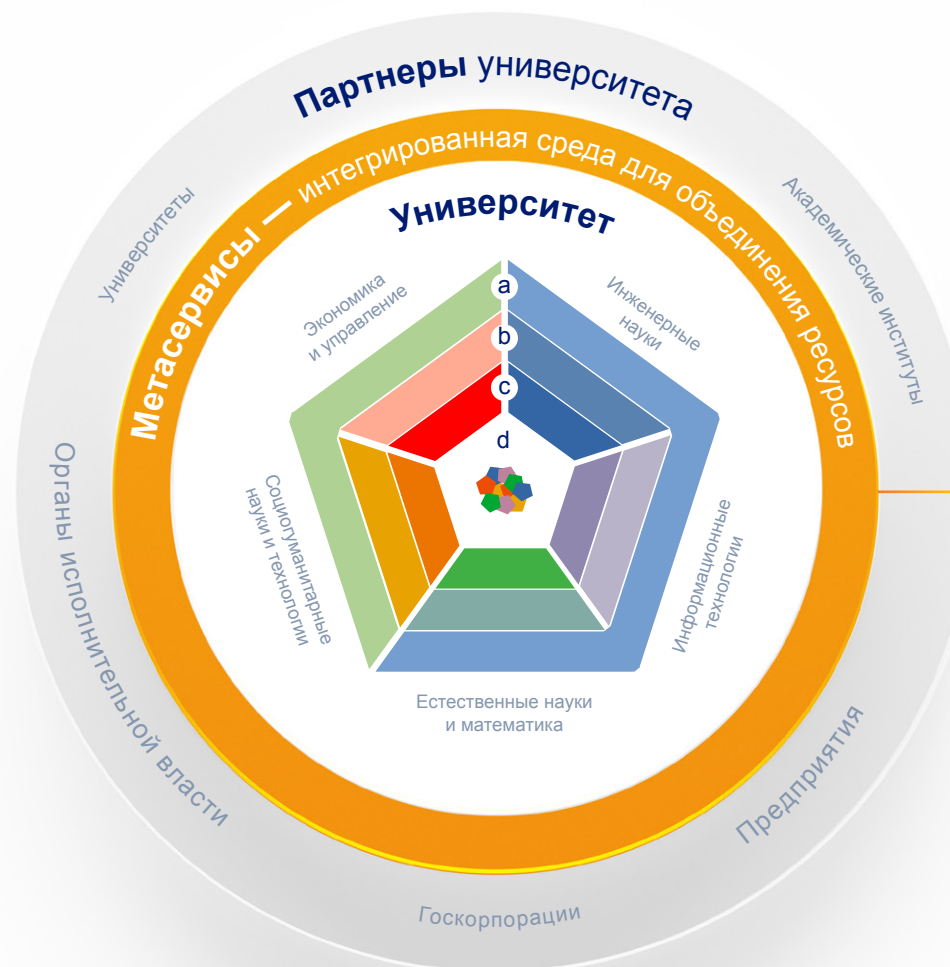 Партнеры университета
Университеты
Академические институты
Органы исполнительной власти
Предприятия
Госкорпорации
Метасервисы — интегрированная среда для объединения ресурсов
Университет
a
b
c
d
Экономика
и управление
Инженерные
науки
Социогуманитарные
науки и технологии
Информационные
технологии
Естественные науки
и математика